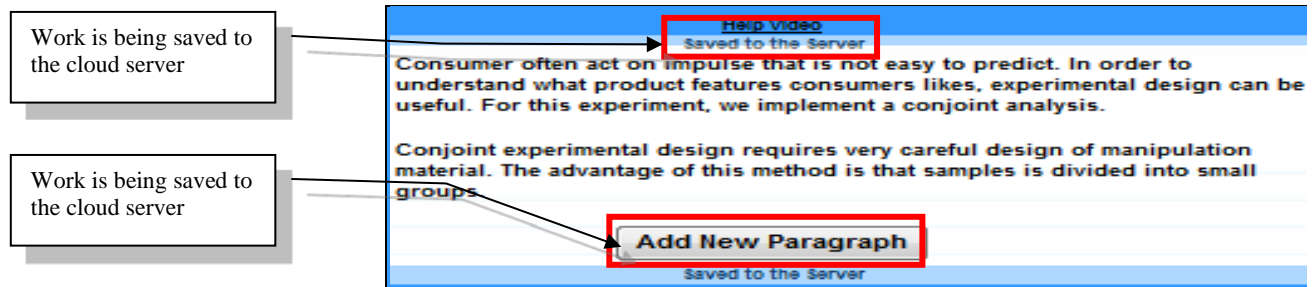 Work is being saved to
the cloud server
Help Video
Saved to the Server
Consumer often act on impulse that is not easy to predict. In order to
understand what product features consumers likes, experimental design can be
useful. For this experiment, we implement a conjoint analysis.
Conjoint experimental design requires very careful design of manipulation
material. The advantage of this method is that samples is divided into small
groups
Work is being saved to
the cloud server
Add New Paragraph
Saved to the Server